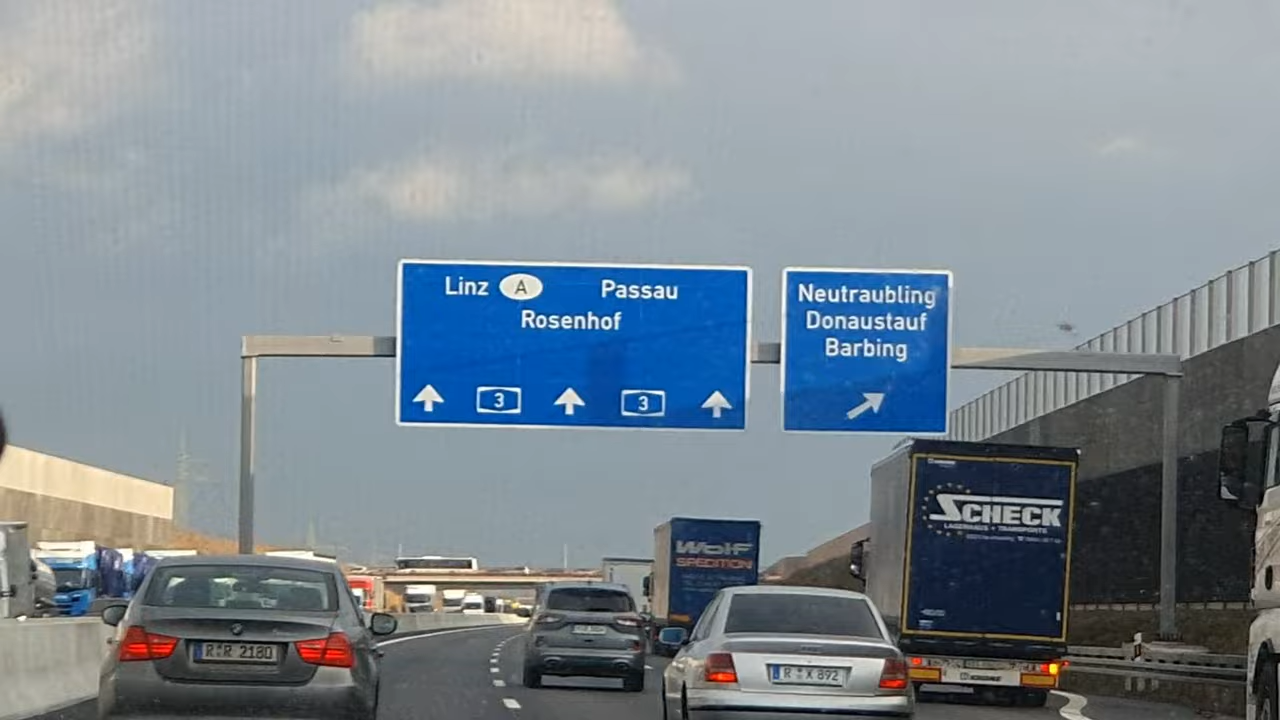 Linz A Passau
Rosenhof
3 3
Neutraubling
Donaustauf
Barbing
SCHECK
LAGERHAUS + TRANSPORTE
WOLF
SPEDITION
R R 2180
R X 892